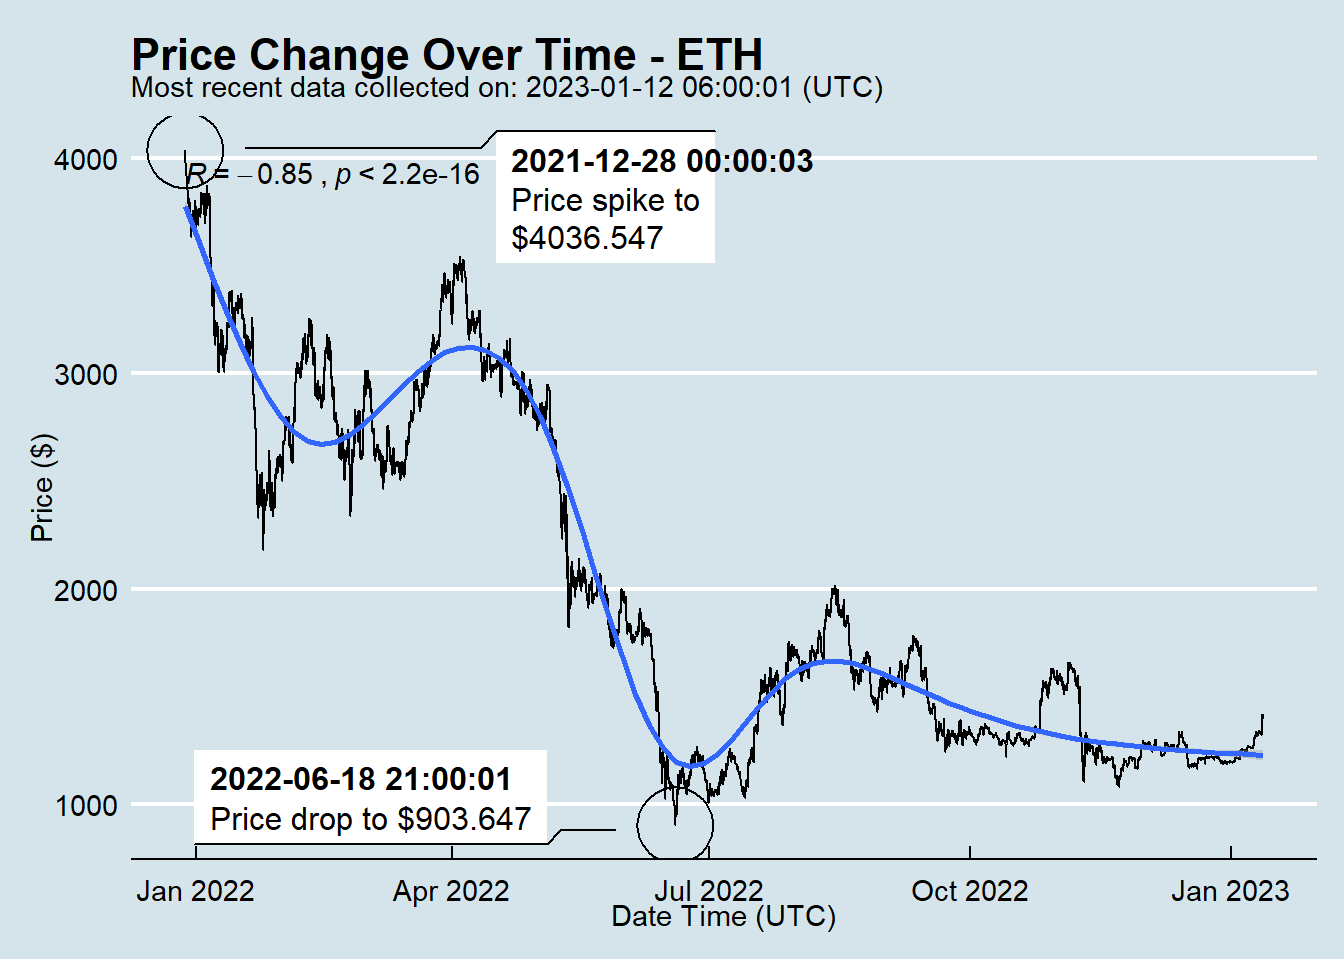 Price Change Over Time - ETH
Most recent data collected on: 2023-01-12 06:00:01 (UTC)
4000
R = −0.85 , p < 2.2e-16
2021-12-28 00:00:03
Price spike to
$4036.547
3000
Price ($)
2000
2022-06-18 21:00:01
Price drop to $903.647
1000
Jan 2022
Apr 2022
Jul 2022
Oct 2022
Jan 2023
Date Time (UTC)